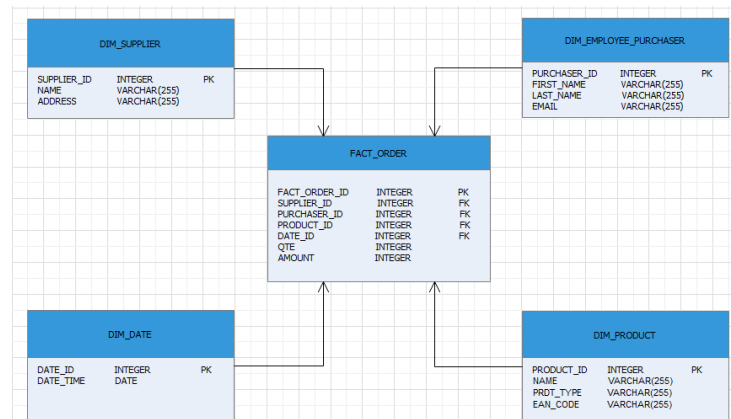 DIM_SUPPLIER
SUPPLIER_ID INTEGER PK
NAME VARCHAR(255)
ADDRESS VARCHAR(255)
DIM_EMPLOYEE_PURCHASER
PURCHASER_ID INTEGER PK
FIRST_NAME VARCHAR(255)
LAST_NAME VARCHAR(255)
EMAIL VARCHAR(255)
FACT_ORDER
FACT_ORDER_ID INTEGER PK
SUPPLIER_ID INTEGER FK
PURCHASER_ID INTEGER FK
PRODUCT_ID INTEGER FK
DATE_ID INTEGER FK
QTE INTEGER
AMOUNT INTEGER
DIM_DATE
DATE_ID INTEGER PK
DATE_TIME DATE
DIM_PRODUCT
PRODUCT_ID INTEGER PK
NAME VARCHAR(255)
PRDT_TYPE VARCHAR(255)
EAN_CODE VARCHAR(255)